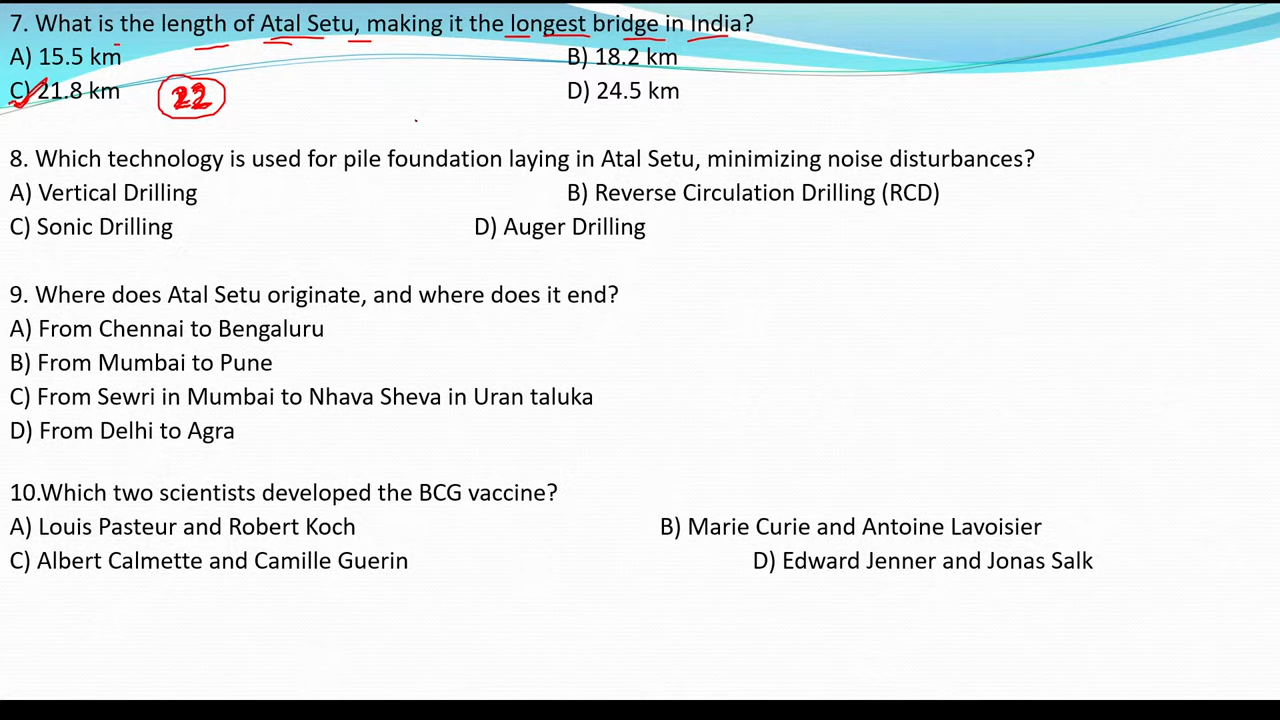 7. What is the length of Atal Setu, making it the longest bridge in India?
A) 15.5 km B) 18.2 km
C) 21.8 km 22 D) 24.5 km
8. Which technology is used for pile foundation laying in Atal Setu, minimizing noise disturbances?
A) Vertical Drilling B) Reverse Circulation Drilling (RCD)
C) Sonic Drilling D) Auger Drilling
9. Where does Atal Setu originate, and where does it end?
A) From Chennai to Bengaluru
B) From Mumbai to Pune
C) From Sewri in Mumbai to Nhava Sheva in Uran taluka
D) From Delhi to Agra
10.Which two scientists developed the BCG vaccine?
A) Louis Pasteur and Robert Koch B) Marie Curie and Antoine Lavoisier
C) Albert Calmette and Camille Guerin D) Edward Jenner and Jonas Salk